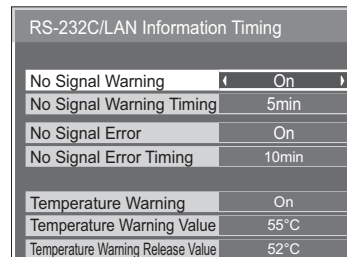 RS-232C/LAN Information Timing
No Signal Warning On
No Signal Warning Timing 5min
No Signal Error On
No Signal Error Timing 10min
Temperature Warning On
Temperature Warning Value 55°C
Temperature Warning Release Value 52°C